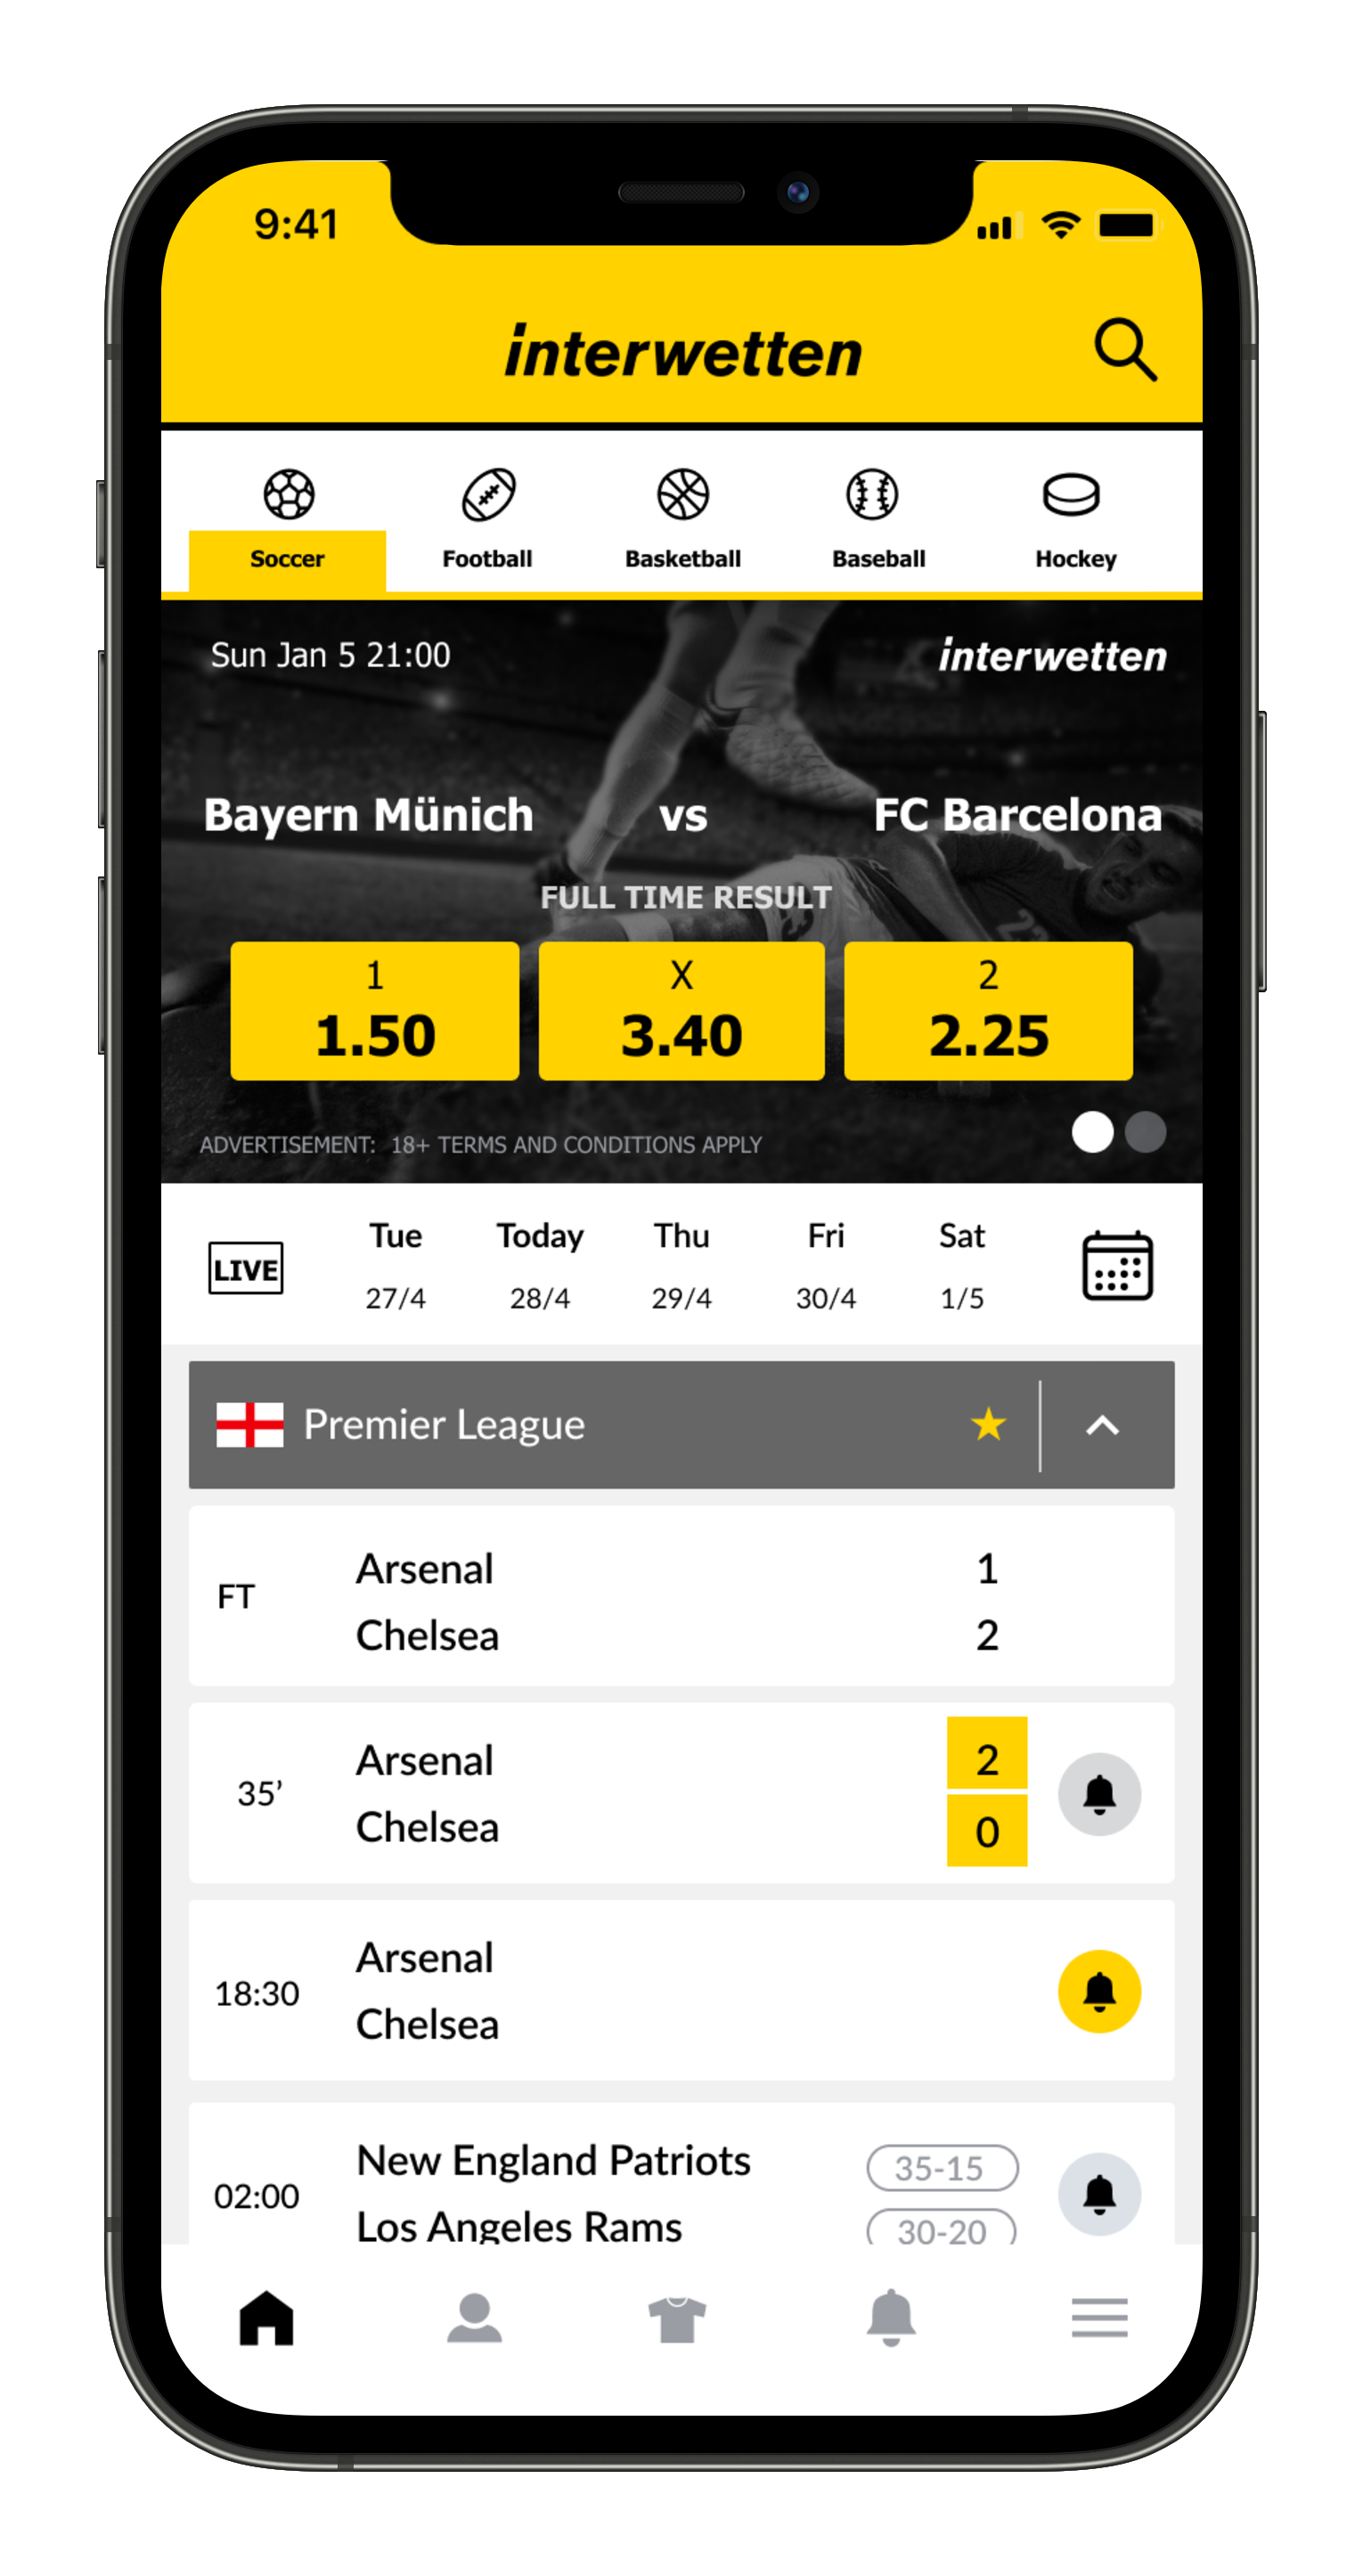 9:41
interwetten
Soccer Football Basketball Baseball Hockey
Sun Jan 5 21:00 interwetten
Bayern Münich vs FC Barcelona
FULL TIME RESULT
1 X 2
1.50 3.40 2.25
ADVERTISEMENT: 18+ TERMS AND CONDITIONS APPLY
LIVE
Tue Today Thu Fri Sat
27/4 28/4 29/4 30/4 1/5
Premier League
FT
Arsenal 1
Chelsea 2
35’
Arsenal 2
Chelsea 0
18:30
Arsenal
Chelsea
02:00
New England Patriots 35-15
Los Angeles Rams 30-20